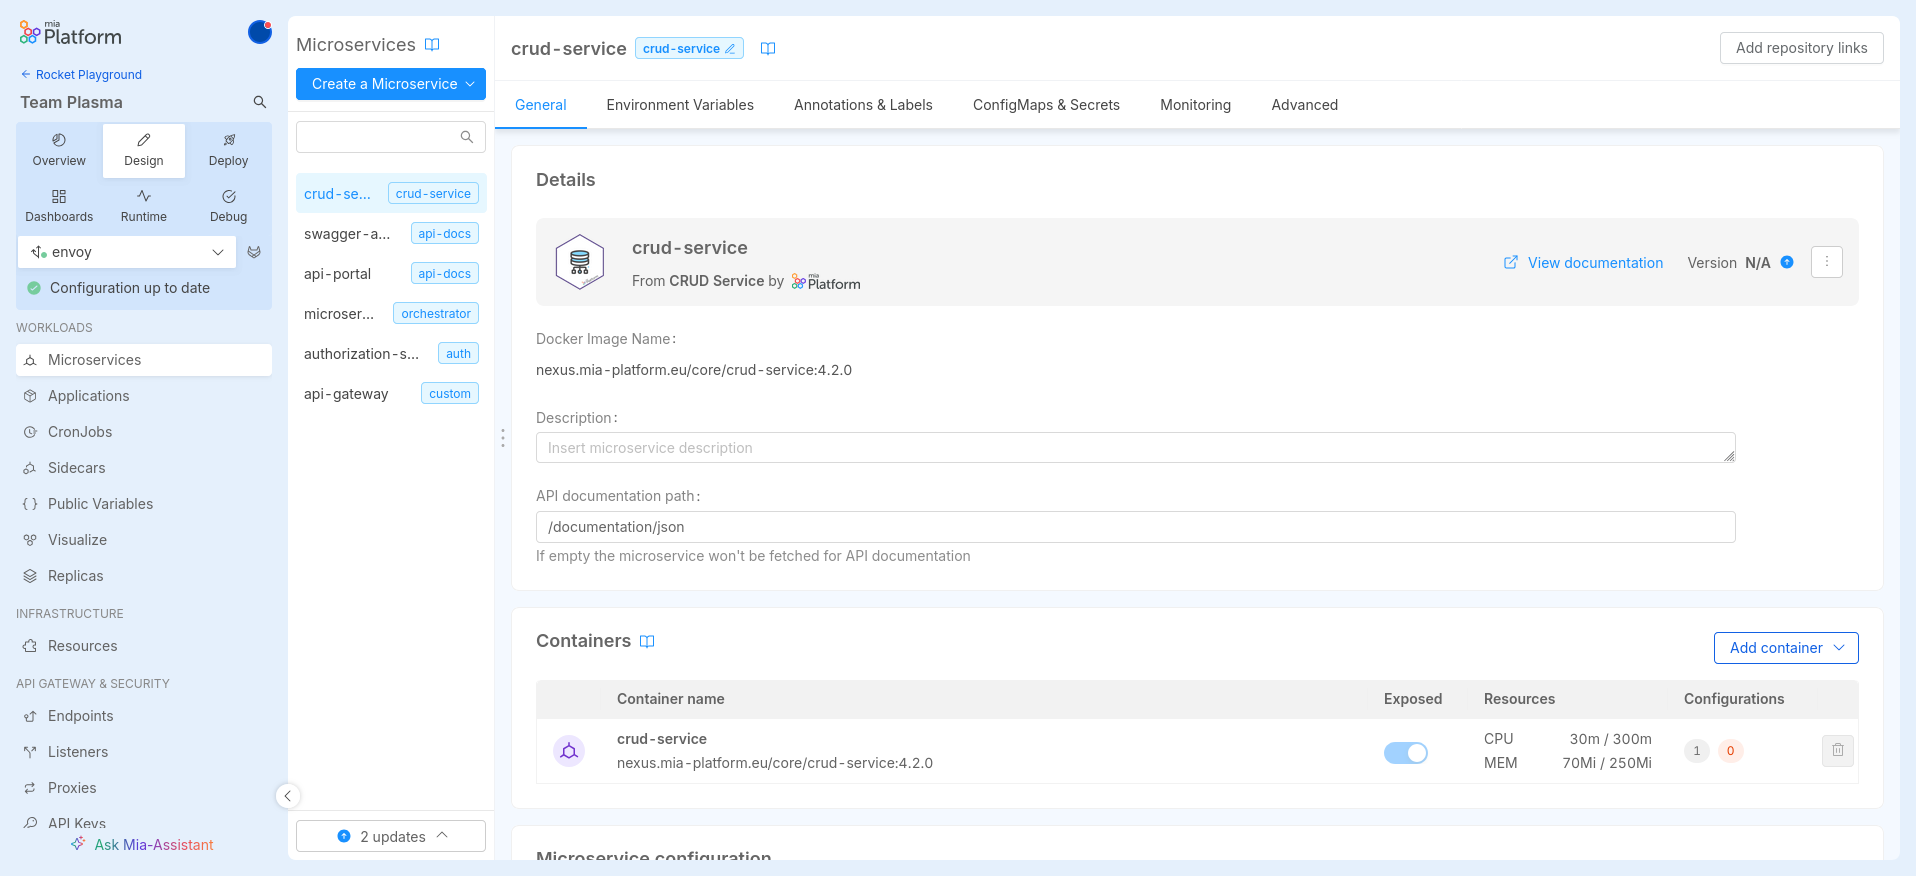 mia
Platform
Rocket Playground
Team Plasma
Overview
Design
Deploy
Dashboards
Runtime
Debug
envoy
Configuration up to date
WORKLOADS
Microservices
Applications
CronJobs
Sidecars
Public Variables
Visualize
Replicas
INFRASTRUCTURE
Resources
API GATEWAY & SECURITY
Endpoints
Listeners
Proxies
API Keys
Ask Mia-Assistant
Microservices
Create a Microservice
crud-se... crud-service
swagger-a... api-docs
api-portal api-docs
microser... orchestrator
authorization-s... auth
api-gateway custom
2 updates
crud-service crud-service
Add repository links
General Environment Variables Annotations & Labels ConfigMaps & Secrets Monitoring Advanced
Details
crud-service
From CRUD Service by mia Platform
View documentation Version N/A
Docker Image Name:
nexus.mia-platform.eu/core/crud-service:4.2.0
Description:
Insert microservice description
API documentation path:
/documentation/json
If empty the microservice won't be fetched for API documentation
Containers
Add container
Container name Exposed Resources Configurations
crud-service CPU 30m / 300m 1 0
nexus.mia-platform.eu/core/crud-service:4.2.0 MEM 70Mi / 250Mi
Microservice configuration